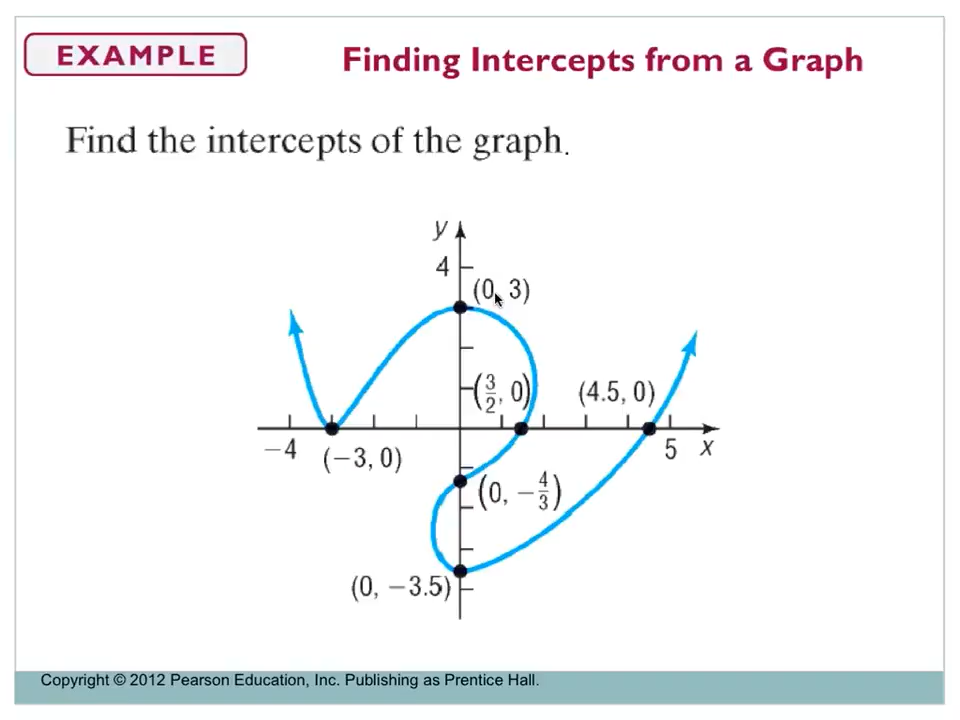 EXAMPLE
Finding Intercepts from a Graph
Find the intercepts of the graph.
y
4
(0, 3)
(3/2, 0)
(4.5, 0)
−4
(−3, 0)
5
x
(0, −4/3)
(0, −3.5)
Copyright © 2012 Pearson Education, Inc. Publishing as Prentice Hall.